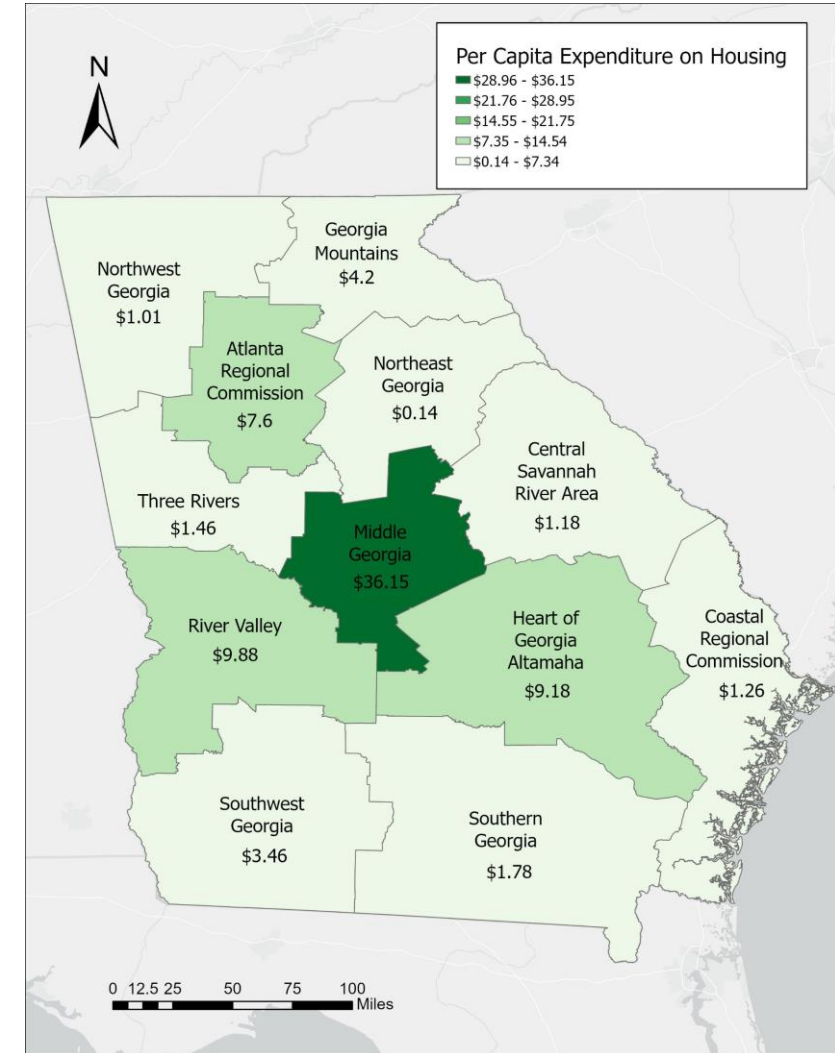 Per Capita Expenditure on Housing
$28.96 - $36.15
$21.76 - $28.95
$14.55 - $21.75
$7.35 - $14.54
$0.14 - $7.34
N
Georgia
Mountains
$4.2
Northwest
Georgia
$1.01
Atlanta
Regional
Commission
$7.6
Northeast
Georgia
$0.14
Central
Savannah
River Area
$1.18
Three Rivers
$1.46
Middle
Georgia
$36.15
River Valley
$9.88
Heart of
Georgia
Altamaha
$9.18
Coastal
Regional
Commission
$1.26
Southwest
Georgia
$3.46
Southern
Georgia
$1.78
0 12.5 25 50 75 100
Miles